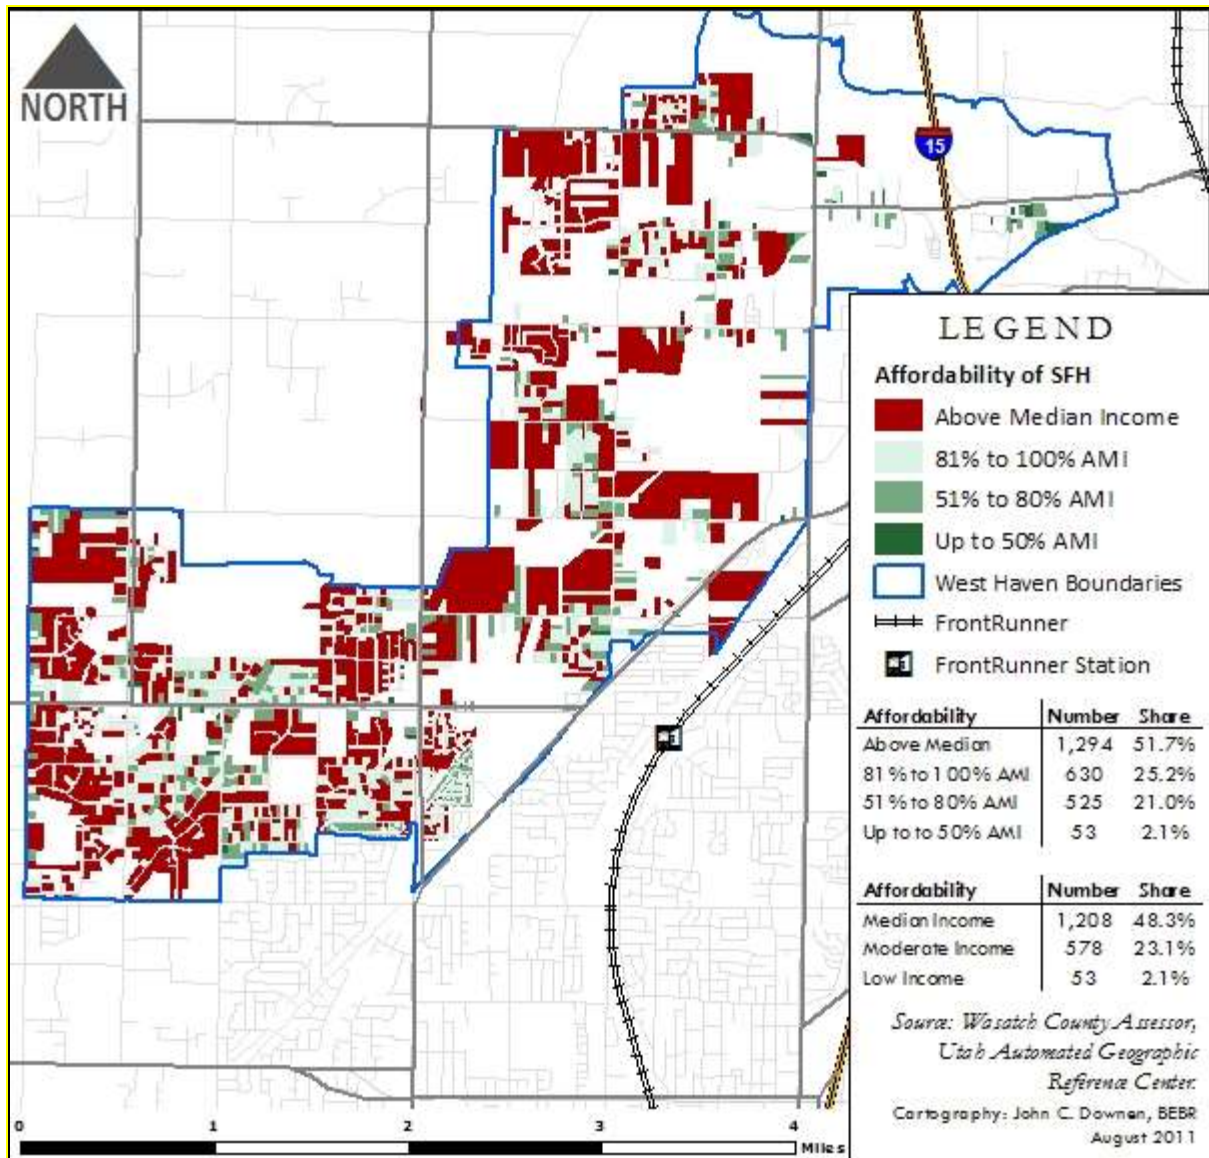 NORTH
15
LEGEND
Affordability of SFH
Above Median Income
81% to 100% AMI
51% to 80% AMI
Up to 50% AMI
West Haven Boundaries
FrontRunner
FrontRunner Station
Affordability Number Share
Above Median 1,294 51.7%
81% to 100% AMI 630 25.2%
51% to 80% AMI 525 21.0%
Up to to 50% AMI 53 2.1%
Affordability Number Share
Median Income 1,208 48.3%
Moderate Income 578 23.1%
Low Income 53 2.1%
Source: Wasatch County Assessor,
Utah Automated Geographic
Reference Center.
Cartography: John C. Downen, BEBR
August 2011
0 1 2 3 4
Miles